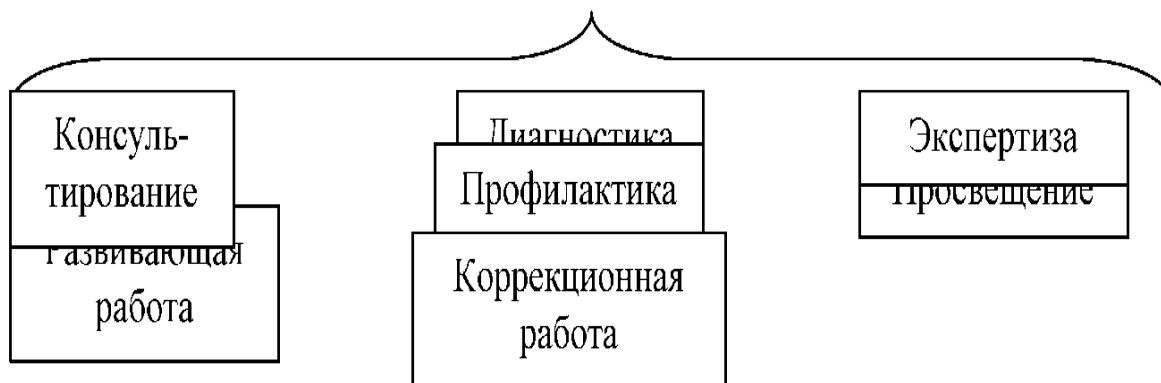 Консуль-
тирование
Развивающая
работа
Диагностика
Профилактика
Коррекционная
работа
Экспертиза
Просвещение